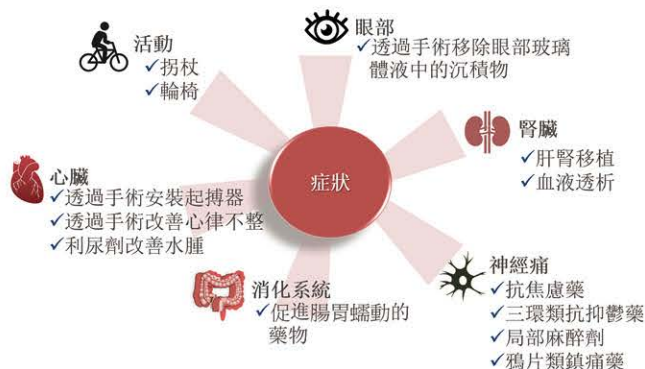 眼部
✓透過手術移除眼部玻璃
體液中的沉積物
活動
✓拐杖
✓輪椅
腎臟
✓肝腎移植
✓血液透析
心臟
✓透過手術安裝起搏器
✓透過手術改善心律不整
✓利尿劑改善水腫
症狀
神經痛
✓抗焦慮藥
✓三環類抗抑鬱藥
✓局部麻醉劑
✓鴉片類鎮痛藥
消化系統
✓促進腸胃蠕動的
藥物